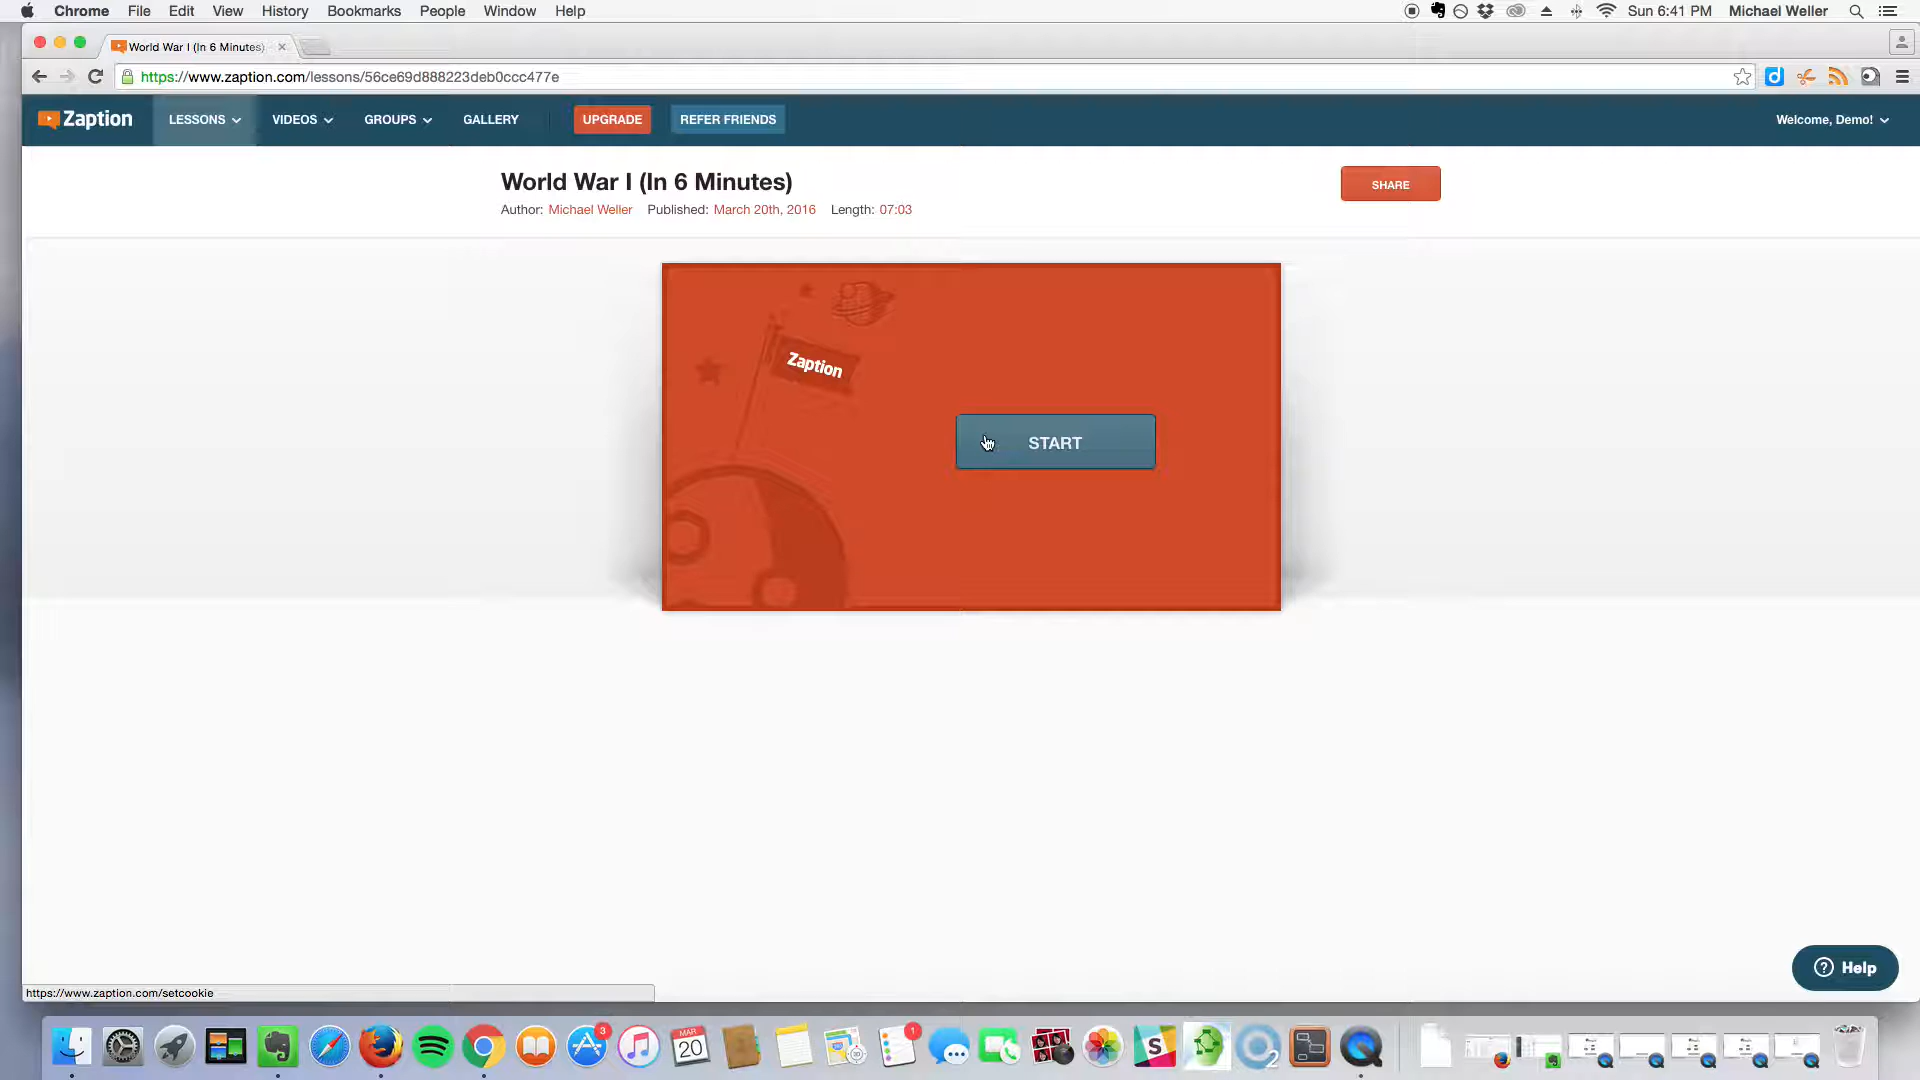 Chrome File Edit View History Bookmarks People Window Help Sun 6:41 PM Michael Weller
World War I (In 6 Minutes)
https://www.zaption.com/lessons/56ce69d888223deb0ccc477e
Zaption LESSONS VIDEOS GROUPS GALLERY UPGRADE REFER FRIENDS Welcome, Demo!
World War I (In 6 Minutes)
SHARE
Author: Michael Weller Published: March 20th, 2016 Length: 07:03
Zaption
START
? Help
https://www.zaption.com/setcookie
3
MAR
20
1
S
2